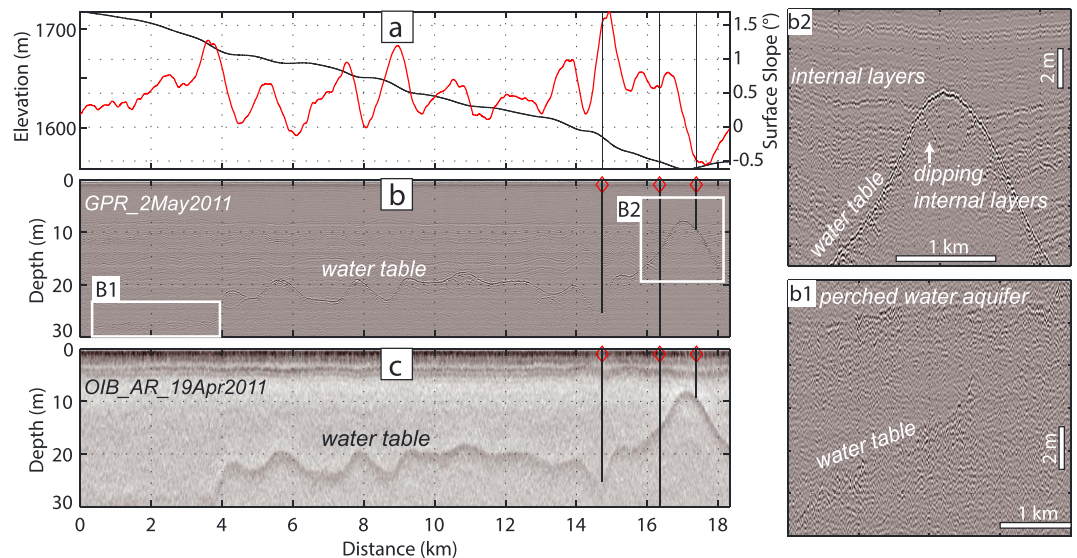 a
1700
1600
Elevation (m)
1.5
1
0.5
0
-0.5
Surface Slope (°)
b
GPR_2May2011
water table
B1
B2
0
10
20
30
Depth (m)
c
OIB_AR_19Apr2011
water table
0
10
20
30
Depth (m)
0 2 4 6 8 10 12 14 16 18
Distance (km)
b2
internal layers
2 m
dipping
internal layers
water table
1 km
b1 perched water aquifer
water table
2 m
1 km